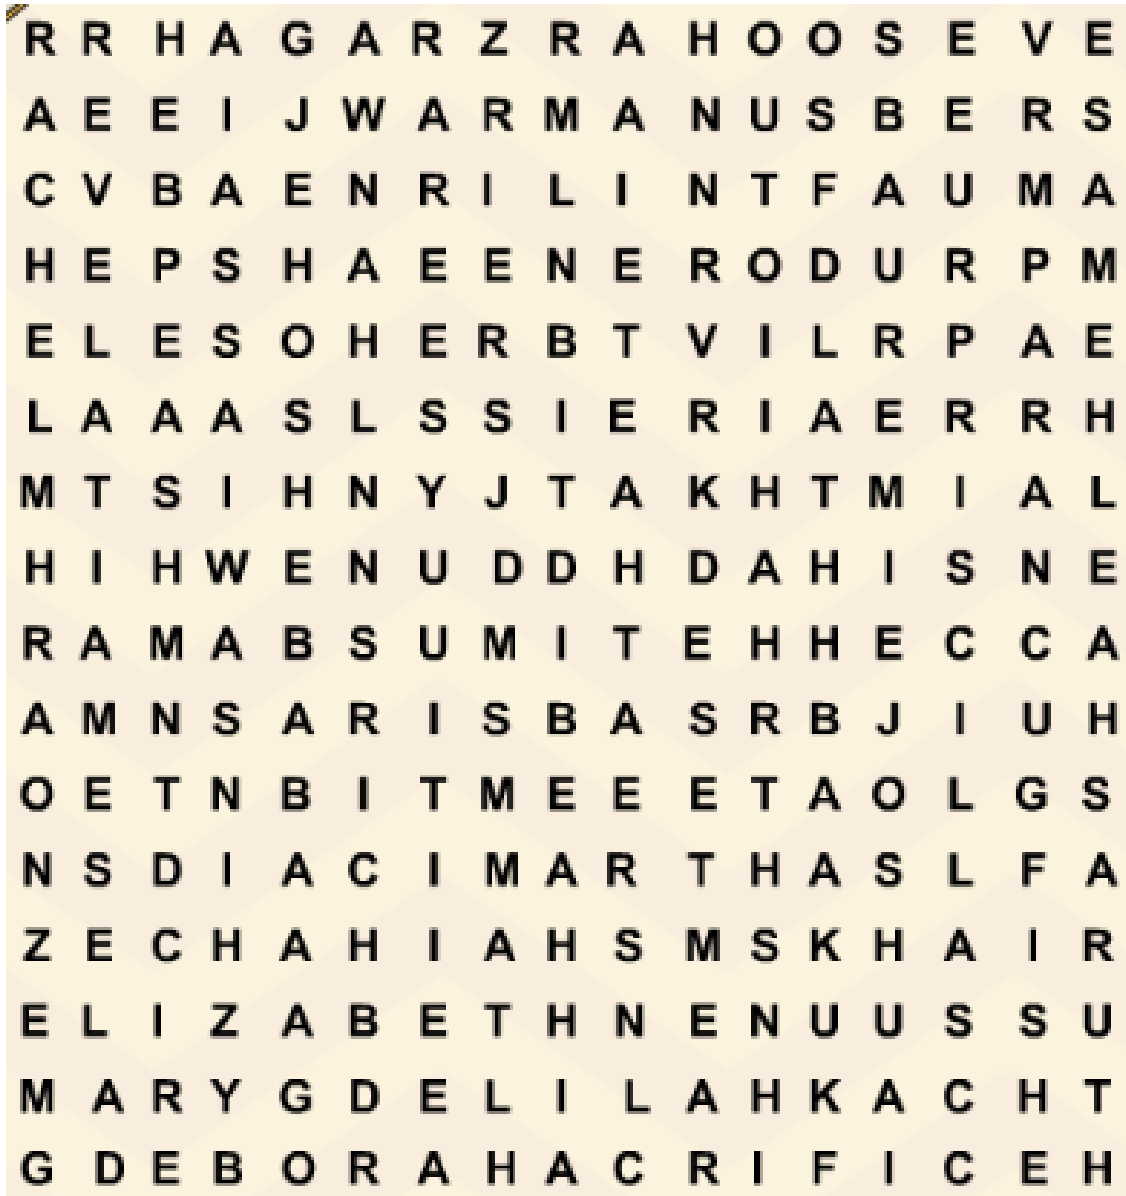 R R H A G A R Z R A H O O S E V E
A E E I J W A R M A N U S B E R S
C V B A E N R I L I N T F A U M A
H E P S H A E E N E R O D U R P M
E L E S O H E R B T V I L R P A E
L A A A S L S S I E R I A E R R H
M T S I H N Y J T A K H T M I A L
H I H W E N U D D H D A H I S N E
R A M A B S U M I T E H H E C C A
A M N S A R I S B A S R B J I U H
O E T N B I T M E E E T A O L G S
N S D I A C I M A R T H A S L F A
Z E C H A H I A H S M S K H A I R
E L I Z A B E T H N E N U U S S U
M A R Y G D E L I L A H K A C H T
G D E B O R A H A C R I F I C E H